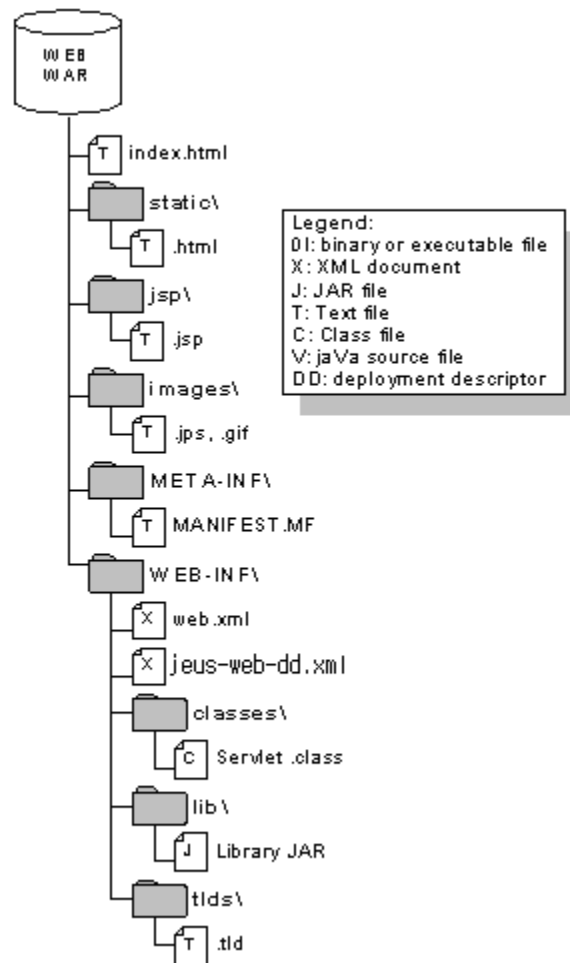 WEB
WAR
T index.html
static\
T .html
jsp\
T .jsp
images\
T .jps, .gif
META-INF\
T MANIFEST.MF
WEB-INF\
X web.xml
X jeus-web-dd.xml
classes\
C Servlet .class
lib\
J Library JAR
tlds\
T .tld
Legend:
0I: binary or executable file
X: XML document
J: JAR file
T: Text file
C: Class file
V: jaVa source file
DD: deployment descriptor